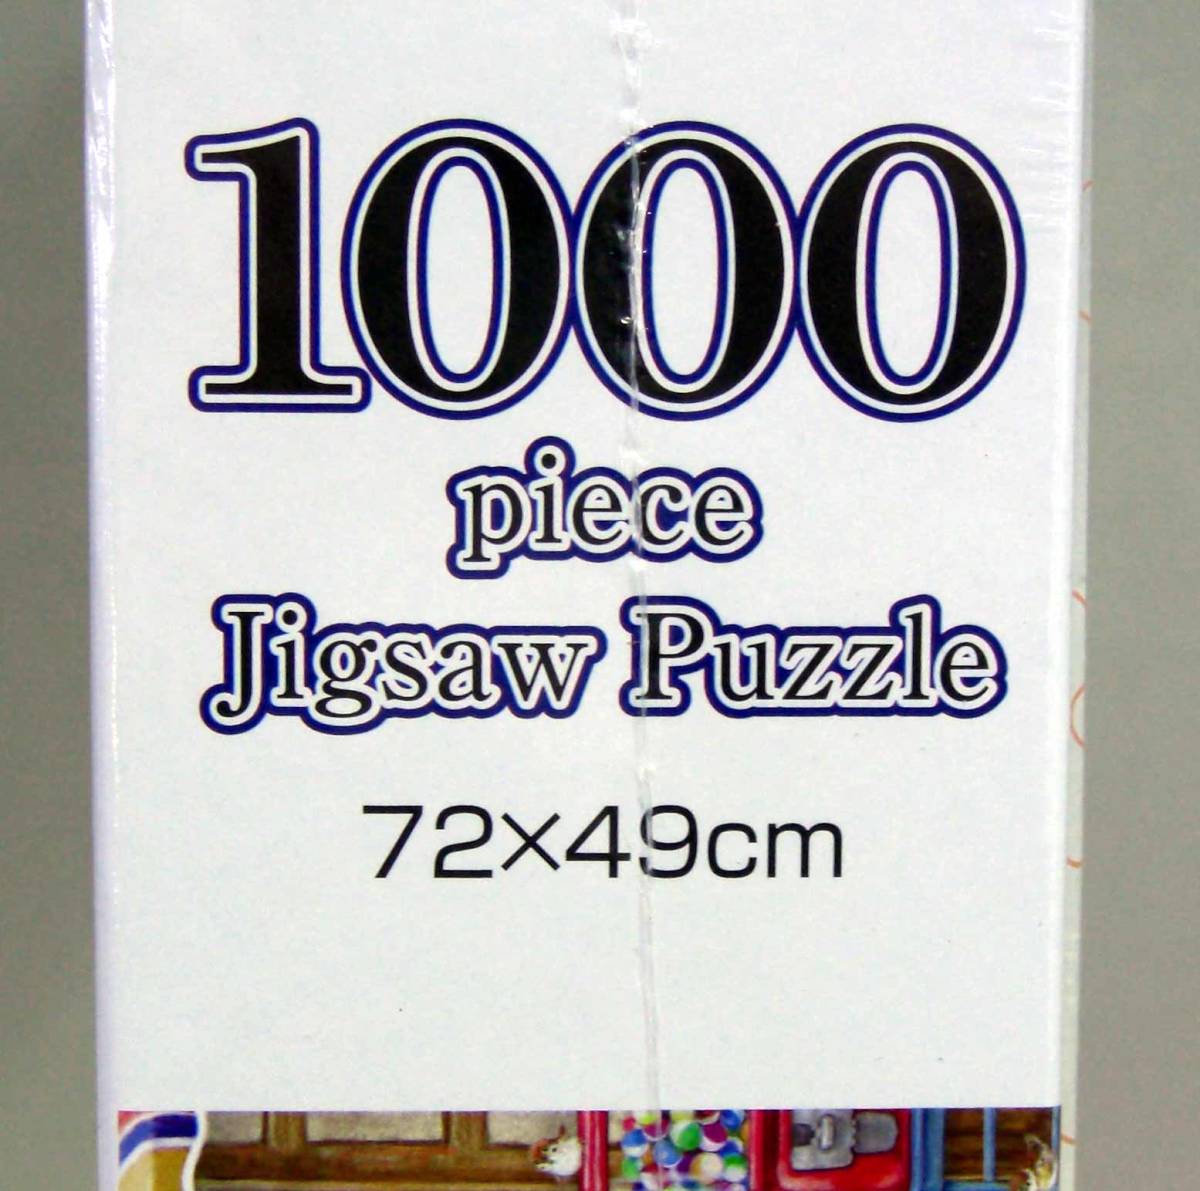 1000
piece
Jigsaw Puzzle
72×49cm